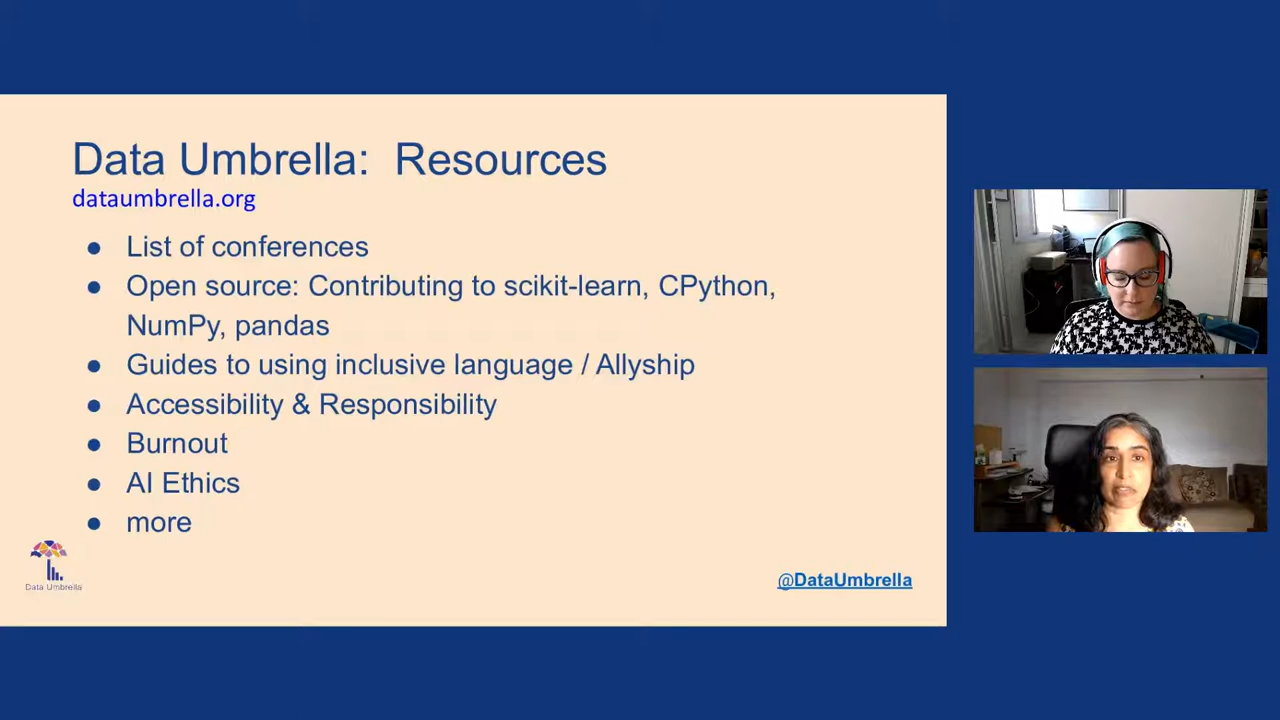 Data Umbrella:  Resources
dataumbrella.org
● List of conferences
● Open source: Contributing to scikit-learn, CPython,
NumPy, pandas
● Guides to using inclusive language / Allyship
● Accessibility & Responsibility
● Burnout
● AI Ethics
● more
Data Umbrella
@DataUmbrella